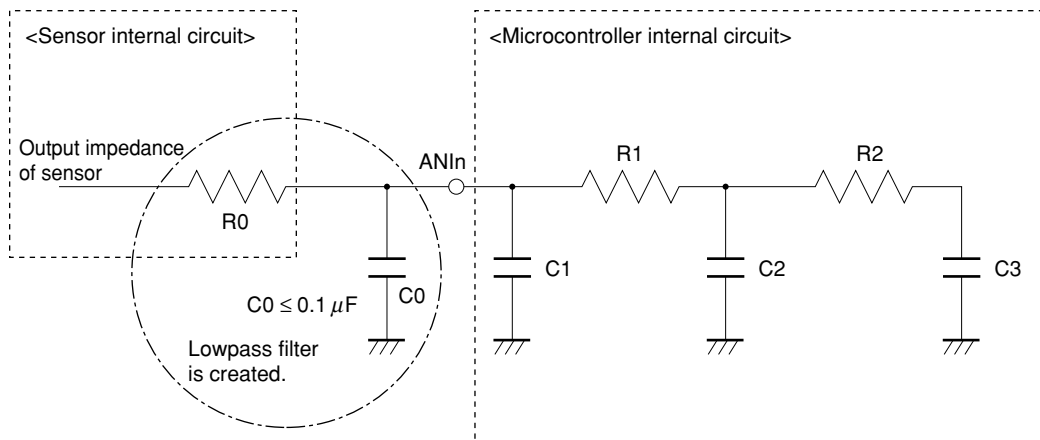 <Sensor internal circuit>
<Microcontroller internal circuit>
Output impedance
of sensor
R0
ANIn
R1
R2
C0
C1
C2
C3
C0 ≤ 0.1 μF
Lowpass filter
is created.